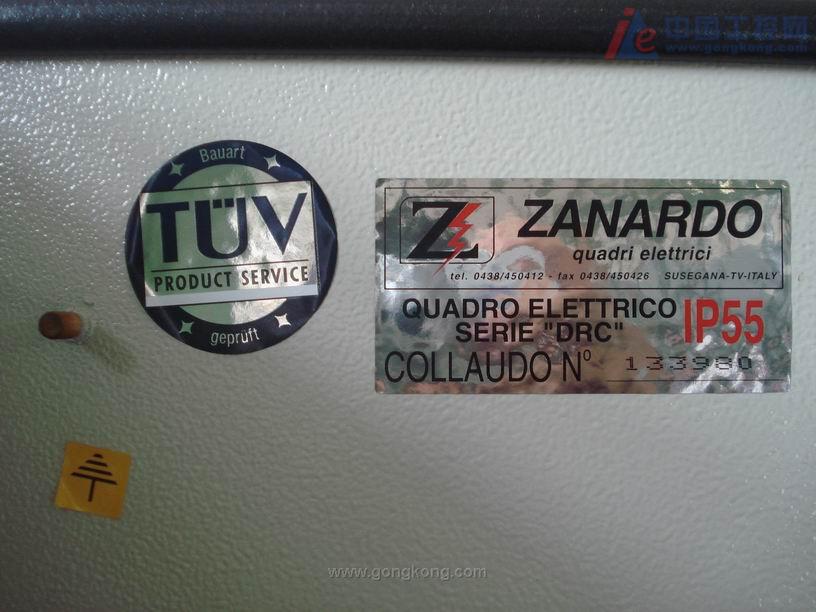 中国工控网
www.gongkong.com
Bauart
TÜV
PRODUCT SERVICE
geprüft
Z
ZANARDO
quadri elettrici
tel. 0438/450412 - fax 0438/450426 SUSEGANA-TV-ITALY
QUADRO ELETTRICO
SERIE "DRC"
IP55
COLLAUDO N° 133980
www.gongkong.com